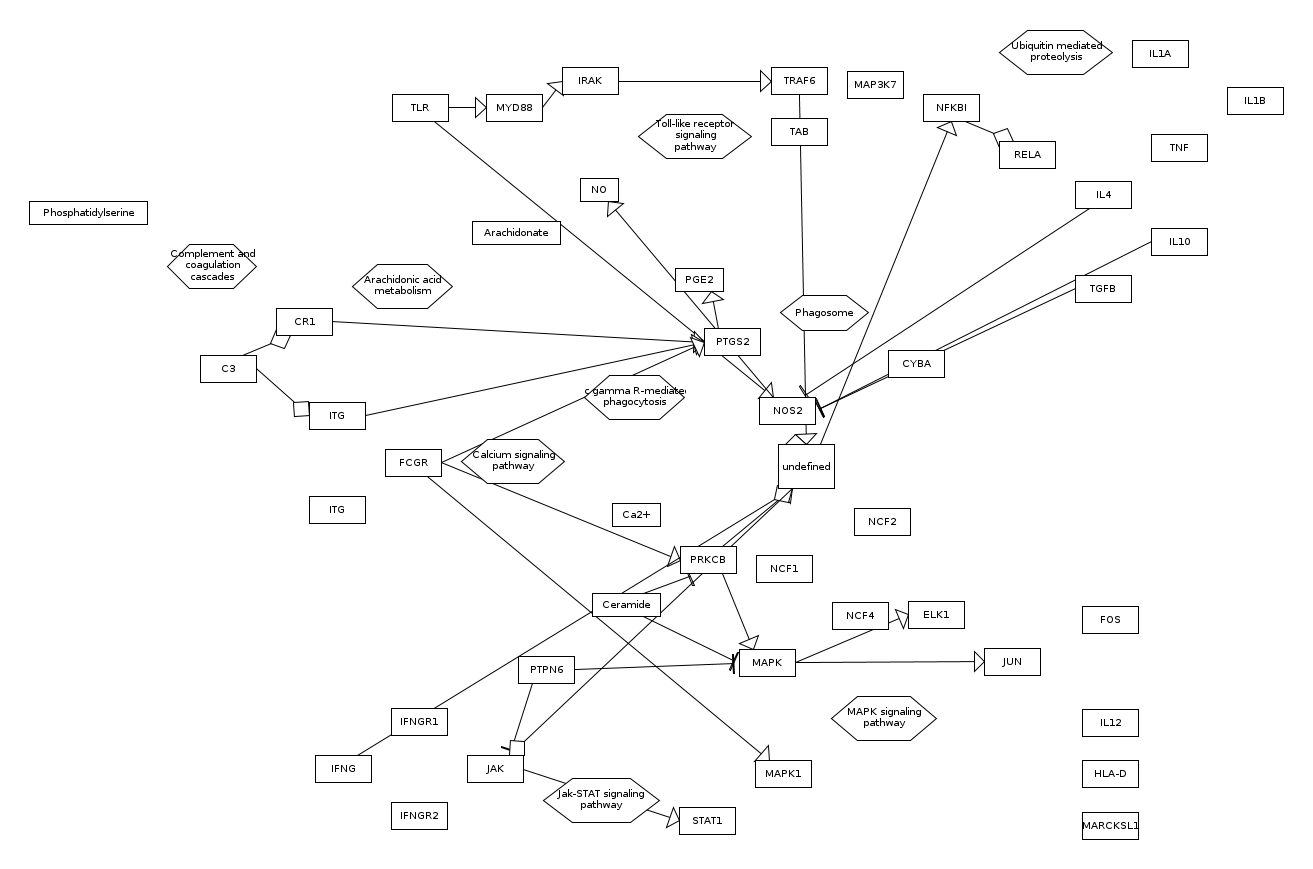 Ubiquitin mediated
proteolysis
IL1A
IRAK
TRAF6
MAP3K7
IL1B
TLR
MYD88
NFKBI
Toll-like receptor
signaling
pathway
TAB
TNF
RELA
NO
IL4
Phosphatidylserine
Arachidonate
IL10
Complement and
coagulation
cascades
Arachidonic acid
metabolism
PGE2
TGFB
Phagosome
CR1
PTGS2
CYBA
C3
c gamma R-mediate
phagocytosis
NOS2
ITG
FCGR
Calcium signaling
pathway
undefined
ITG
Ca2+
NCF2
PRKCB
NCF1
Ceramide
NCF4
ELK1
FOS
PTPN6
MAPK
JUN
IFNGR1
MAPK signaling
pathway
IL12
IFNG
JAK
MAPK1
HLA-D
Jak-STAT signaling
pathway
IFNGR2
STAT1
MARCKSL1